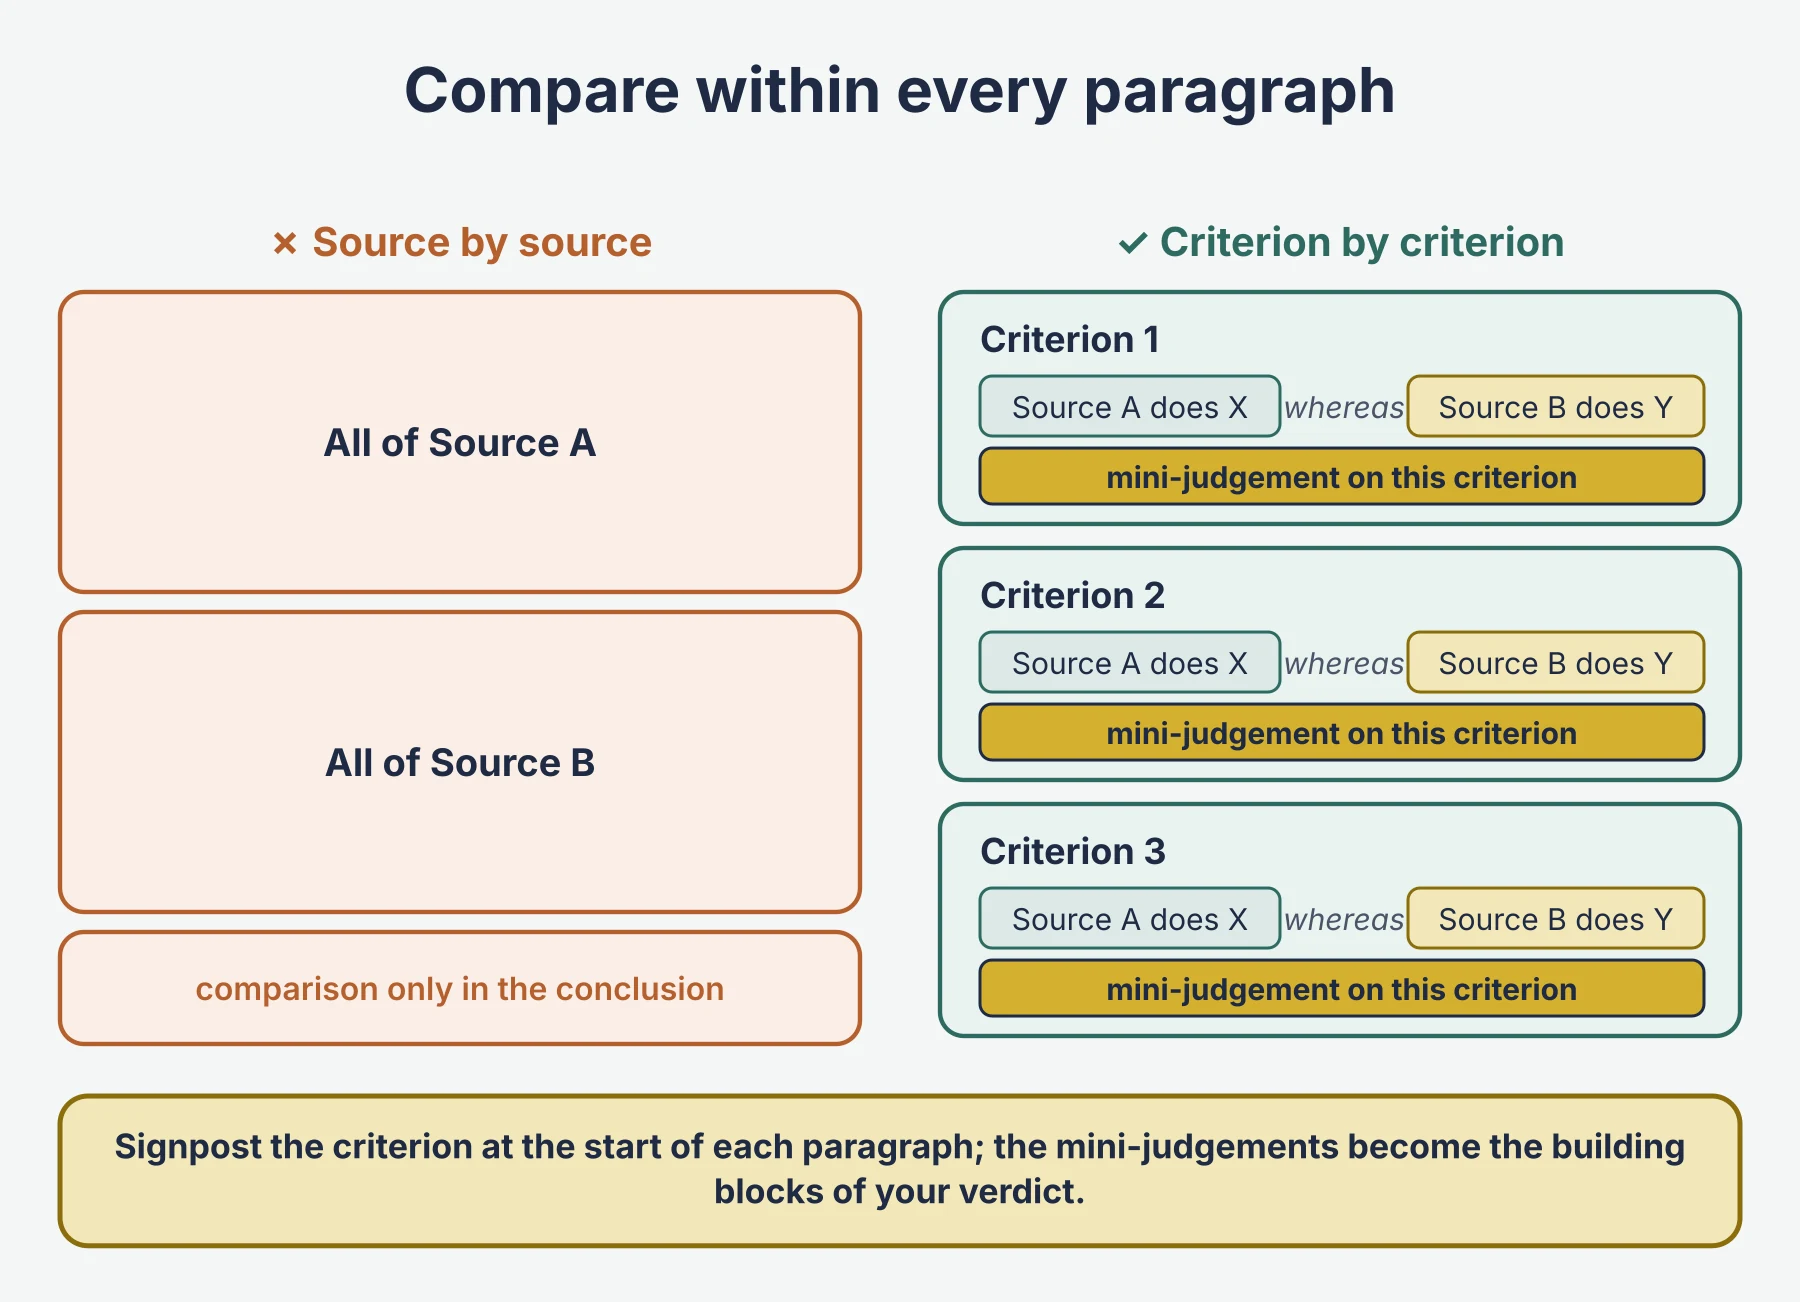 Compare within every paragraph
× Source by source
All of Source A
All of Source B
comparison only in the conclusion
✓ Criterion by criterion
Criterion 1
Source A does X whereas Source B does Y
mini-judgement on this criterion
Criterion 2
Source A does X whereas Source B does Y
mini-judgement on this criterion
Criterion 3
Source A does X whereas Source B does Y
mini-judgement on this criterion
Signpost the criterion at the start of each paragraph; the mini-judgements become the building
blocks of your verdict.